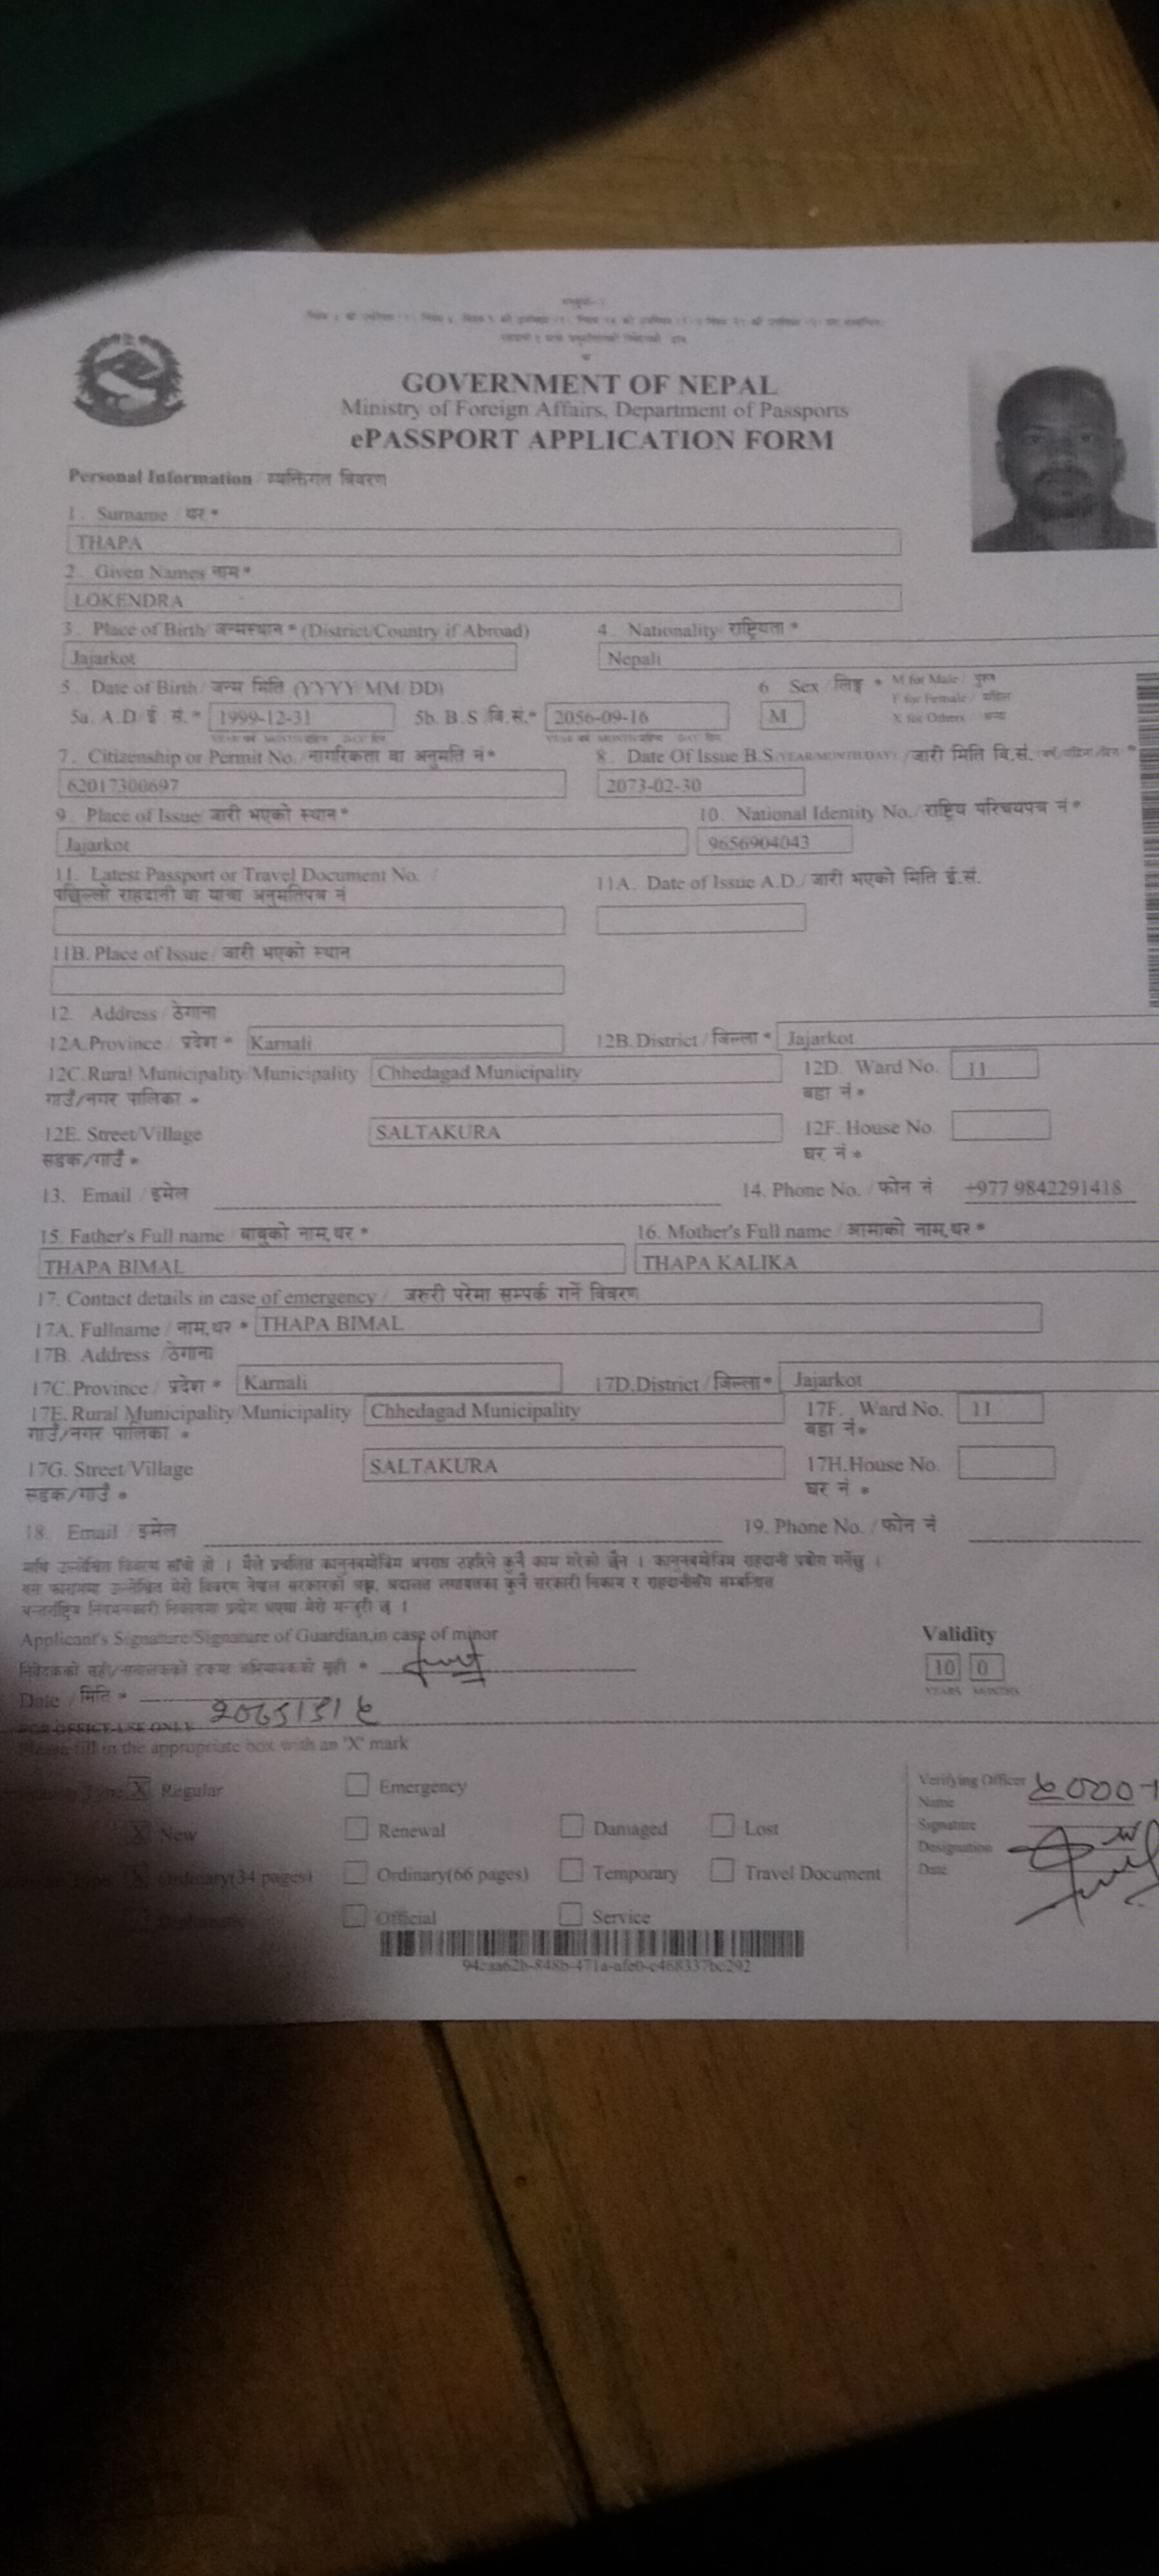 GOVERNMENT OF NEPAL
Ministry of Foreign Affairs, Department of Passports
ePASSPORT APPLICATION FORM
Personal Information / व्यक्तिगत विवरण
1. Surname / थर *
THAPA
2. Given Names नाम *
LOKENDRA
3. Place of Birth/ जन्मस्थान * (District/Country if Abroad) 4. Nationality/ राष्ट्रियता *
Jajarkot Nepali
5. Date of Birth / जन्म मिति (YYYY/MM/DD) 6. Sex / लिङ्ग * M for Male / पुरुष
F for Female / महिला
X for Others / अन्य
5a. A.D/ ई. सं. * 1999-12-31 5b. B.S./वि.सं.* 2056-09-16 M
7. Citizenship or Permit No. / नागरिकता वा अनुमति नं * 8. Date Of Issue B.S.(YEAR/MONTH/DAY) / जारी मिति वि.सं.
62017300697 2073-02-30
9. Place of Issue/ जारी भएको स्थान * 10. National Identity No. / राष्ट्रिय परिचयपत्र नं *
Jajarkot 9656904043
11. Latest Passport or Travel Document No. / 11A. Date of Issue A.D./ जारी भएको मिति ई.सं.
पछिल्लो राहदानी वा यात्रा अनुमतिपत्र नं
11B. Place of Issue / जारी भएको स्थान
12. Address / ठेगाना
12A.Province / प्रदेश * Karnali 12B. District / जिल्ला * Jajarkot
12C. Rural Municipality/Municipality Chhedagad Municipality 12D. Ward No. 11
गाउँ/नगर पालिका * वडा नं *
12E. Street/Village SALTAKURA 12F. House No.
सडक/गाउँ * घर नं *
13. Email / इमेल 14. Phone No. / फोन नं +977 9842291418
15. Father's Full name / बाबुको नाम,थर * 16. Mother's Full name / आमाको नाम,थर *
THAPA BIMAL THAPA KALIKA
17. Contact details in case of emergency / जरुरी परेमा सम्पर्क गर्ने विवरण
17A. Fullname / नाम,थर * THAPA BIMAL
17B. Address / ठेगाना
17C.Province / प्रदेश * Karnali 17D.District / जिल्ला * Jajarkot
17E. Rural Municipality/Municipality Chhedagad Municipality 17F. Ward No. 11
गाउँ/नगर पालिका * वडा नं *
17G. Street/Village SALTAKURA 17H.House No.
सडक/गाउँ * घर नं *
18. Email / इमेल 19. Phone No. / फोन नं
माथि उल्लेखित विवरण साँचो हो । मैले प्रचलित कानुनबमोजिम अपराध ठहरिने कुनै काम गरेको छैन । कानुनबमोजिम राहदानी प्रयोग गर्नेछु ।
Applicant's Signature/Signature of Guardian,in case of minor Validity
10 0
YEARS MONTHS
Date / मिति *
FOR OFFICE USE ONLY
Please fill in the appropriate box with an 'X' mark
X Regular Emergency Verifying Officer
Name
X New Renewal Damaged Lost Signature
Designation
X Ordinary(34 pages) Ordinary(66 pages) Temporary Travel Document Date
Official Service